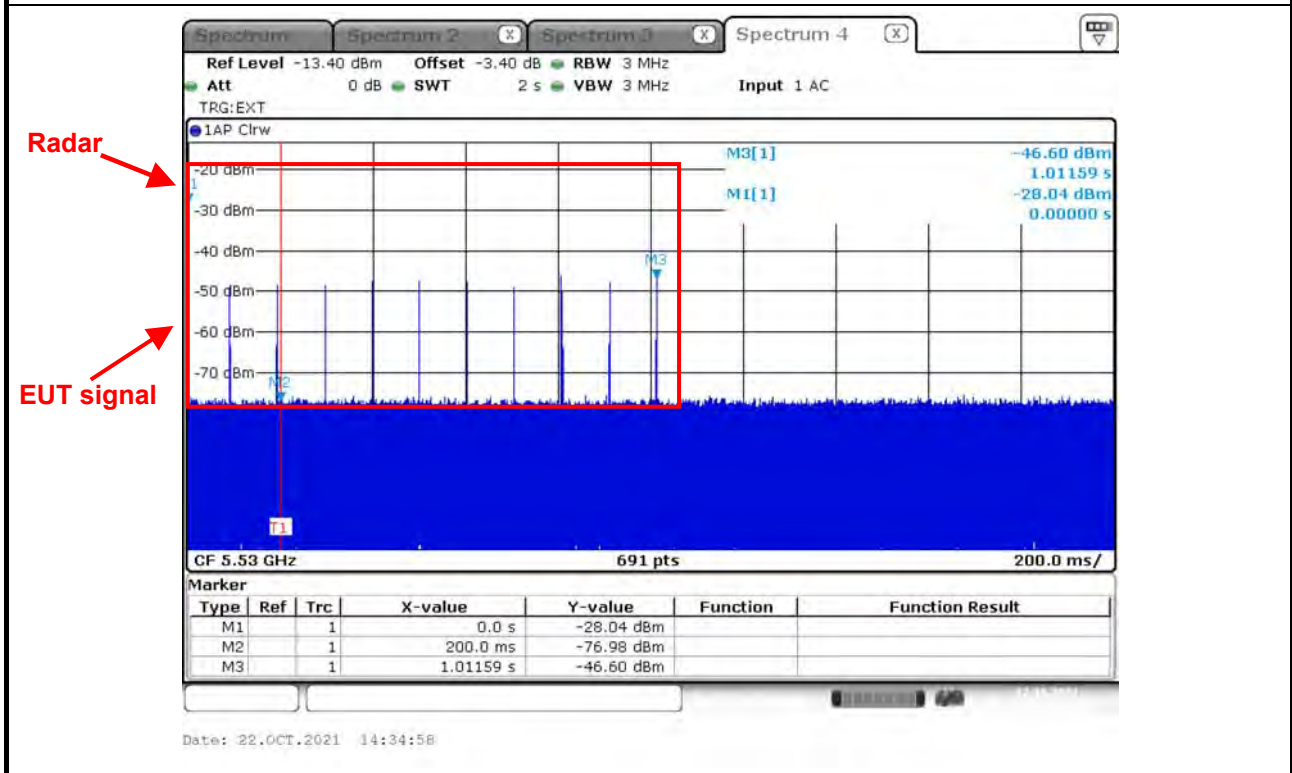 Spectrum Spectrum 2 X Spectrum 3 X Spectrum 4 X
Ref Level -13.40 dBm Offset -3.40 dB RBW 3 MHz
Att 0 dB SWT 2 s VBW 3 MHz Input 1 AC
TRG:EXT
1AP Clrw
Radar
M3[1] -46.60 dBm
1.01159 s
M1[1] -28.04 dBm
0.00000 s
-20 dBm
1
-30 dBm
-40 dBm
M3
-50 dBm
-60 dBm
-70 dBm
M2
EUT signal
T1
CF 5.53 GHz 691 pts 200.0 ms/
Marker
Type Ref Trc X-value Y-value Function Function Result
M1 1 0.0 s -28.04 dBm
M2 1 200.0 ms -76.98 dBm
M3 1 1.01159 s -46.60 dBm
Date: 22.OCT.2021 14:34:58